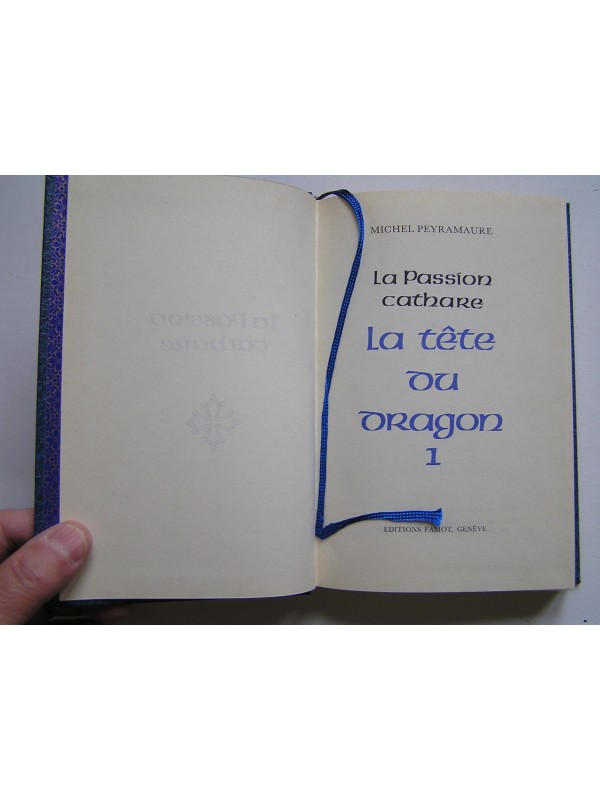 MICHEL PEYRAMAURE
La Passion
cathare
La tête
du
dragon
1
EDITIONS FAMOT, GENÈVE